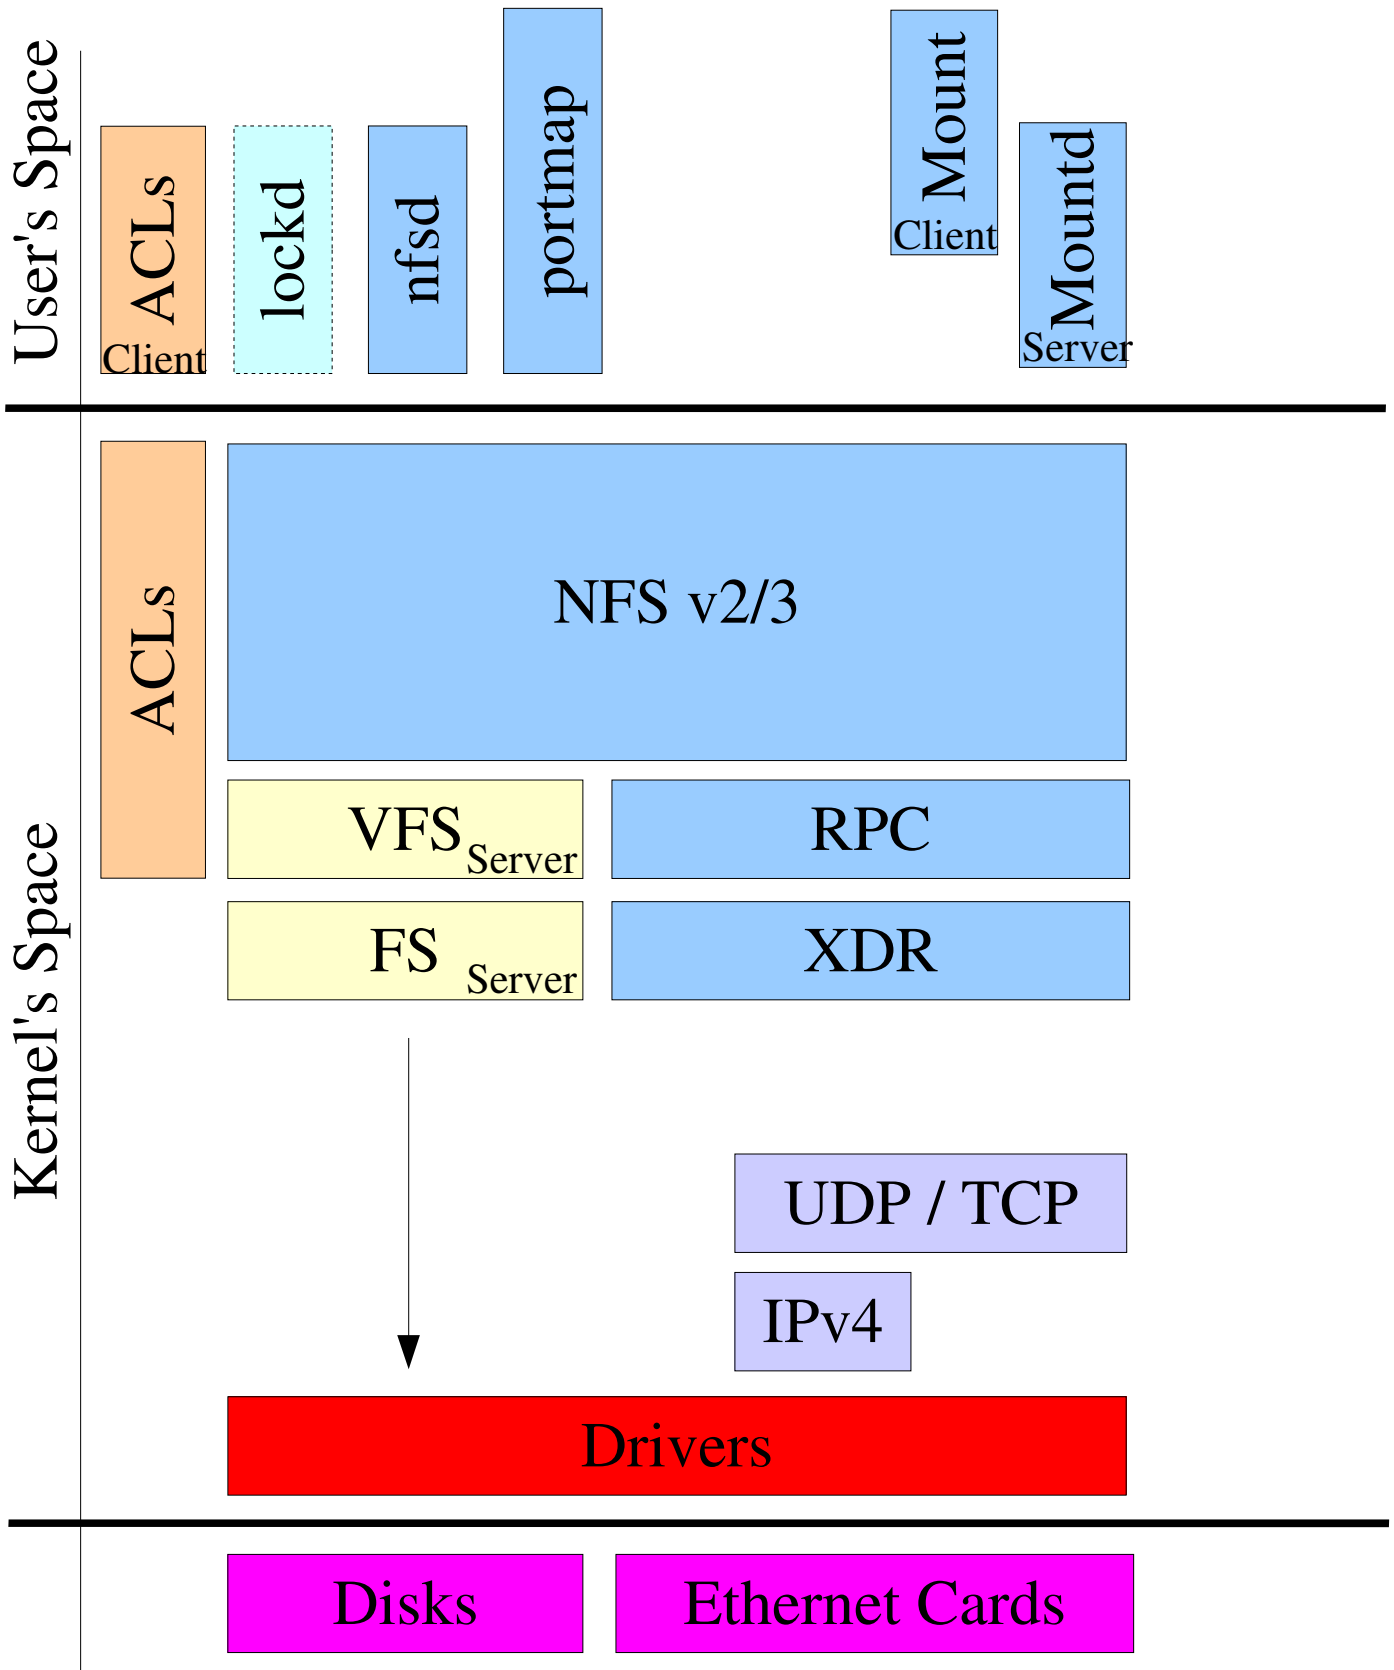 User's Space
ACLs
Client
lockd
nfsd
portmap
Mount
Client
Mountd
Server
Kernel's Space
ACLs
NFS v2/3
VFS
Server
RPC
FS
Server
XDR
UDP / TCP
IPv4
Drivers
Disks
Ethernet Cards